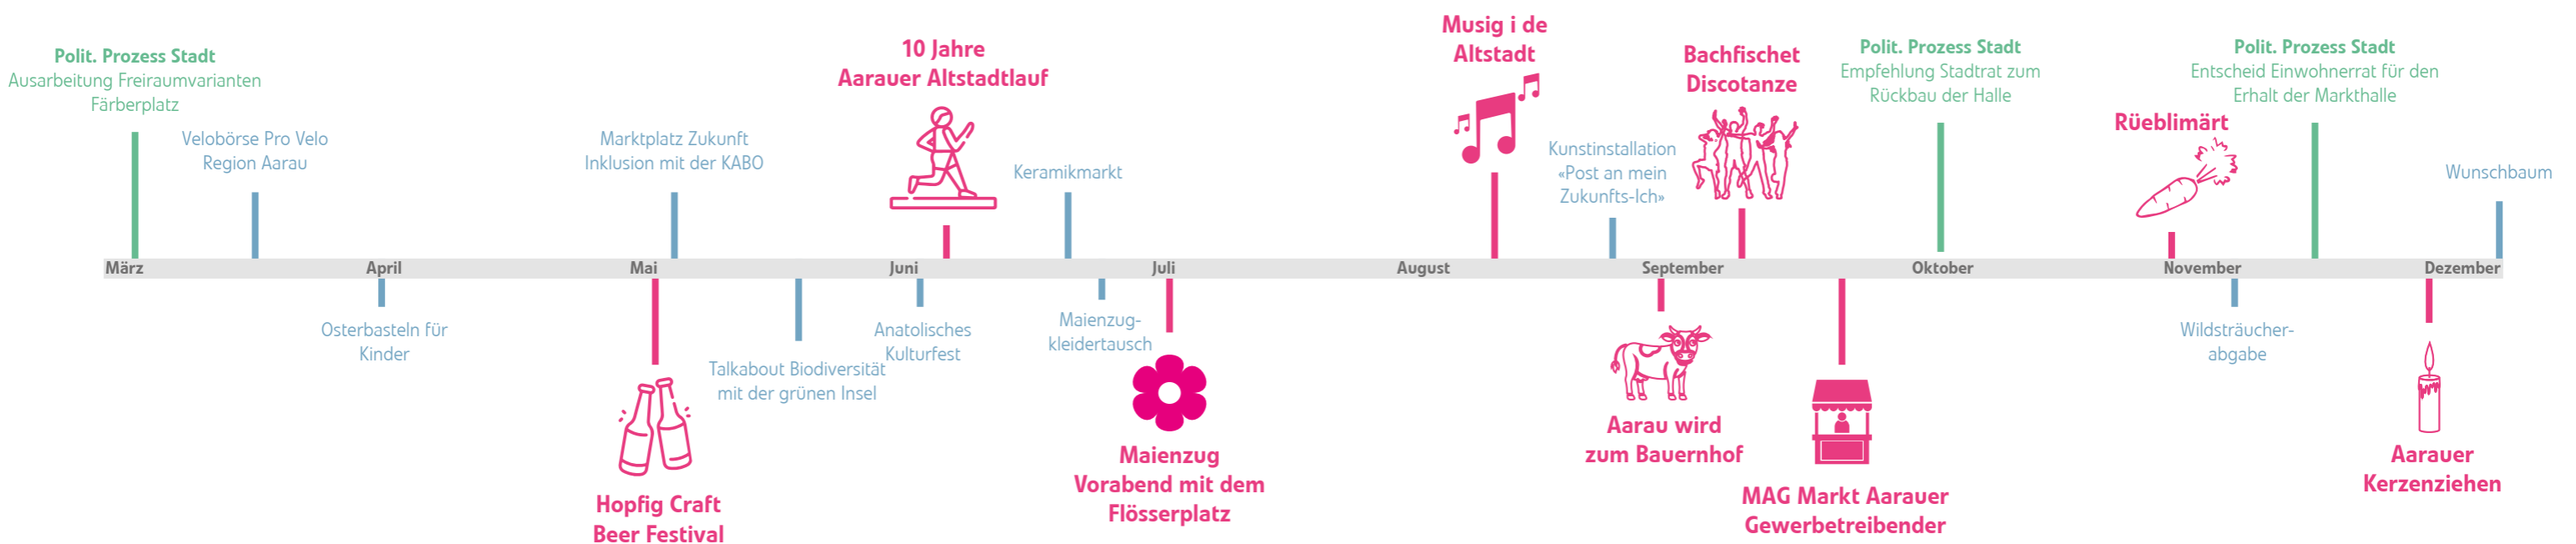 Polit. Prozess Stadt
Ausarbeitung Freiraumvarianten
Färberplatz
Velobörse Pro Velo
Region Aarau
Marktplatz Zukunft
Inklusion mit der KABO
10 Jahre
Aarauer Altstadtlauf
Keramikmarkt
Musig i de
Altstadt
Kunstinstallation
«Post an mein
Zukunfts-Ich»
Bachfischet
Discotanze
Polit. Prozess Stadt
Empfehlung Stadtrat zum
Rückbau der Halle
Rüeblimärt
Polit. Prozess Stadt
Entscheid Einwohnerrat für den
Erhalt der Markthalle
Wunschbaum
März April Mai Juni Juli August September Oktober November Dezember
Osterbasteln für
Kinder
Hopfig Craft
Beer Festival
Talkabout Biodiversität
mit der grünen Insel
Anatolisches
Kulturfest
Maienzug-
kleidertausch
Maienzug
Vorabend mit dem
Flösserplatz
Aarau wird
zum Bauernhof
MAG Markt Aarauer
Gewerbetreibender
Wildsträucher-
abgabe
Aarauer
Kerzenziehen